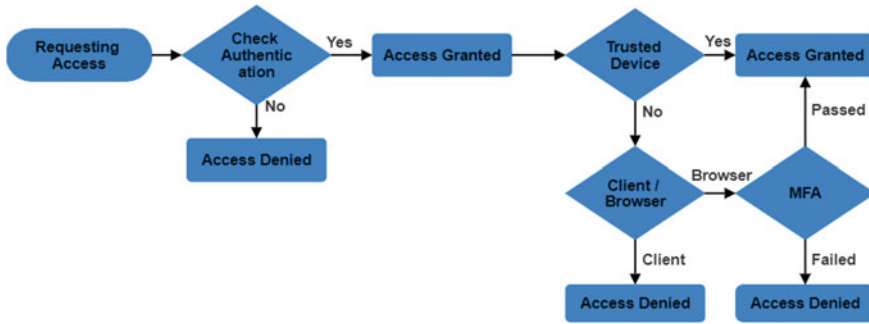 Requesting
Access
Check
Authentic
ation
Yes
Access Granted
Trusted
Device
Yes
Access Granted
No
Access Denied
No
Passed
Client /
Browser
Browser
MFA
Client
Failed
Access Denied
Access Denied